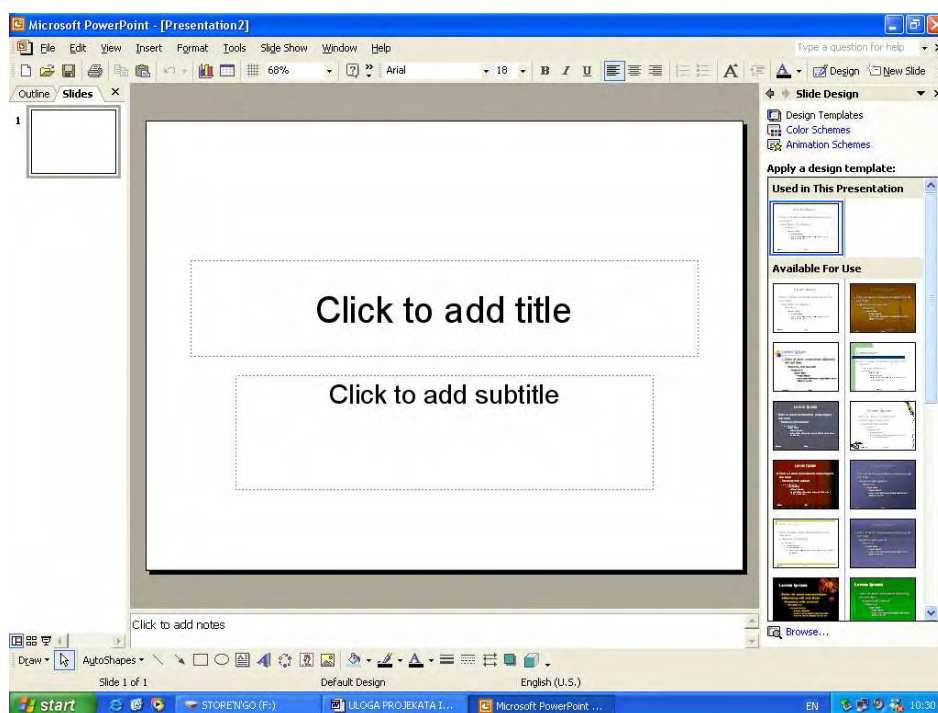 Microsoft PowerPoint - [Presentation2]
File Edit View Insert Format Tools Slide Show Window Help Type a question for help
68% Arial 18 B I U Design New Slide
Outline Slides Slide Design
1
Design Templates
Color Schemes
Animation Schemes
Apply a design template:
Used in This Presentation
Available For Use
Click to add title
Click to add subtitle
Click to add notes
Browse...
Draw AutoShapes
Slide 1 of 1 Default Design English (U.S.)
start STORE'N'GO (F:) ULOGA PROJEKATA I... Microsoft PowerPoint ... EN 10:30